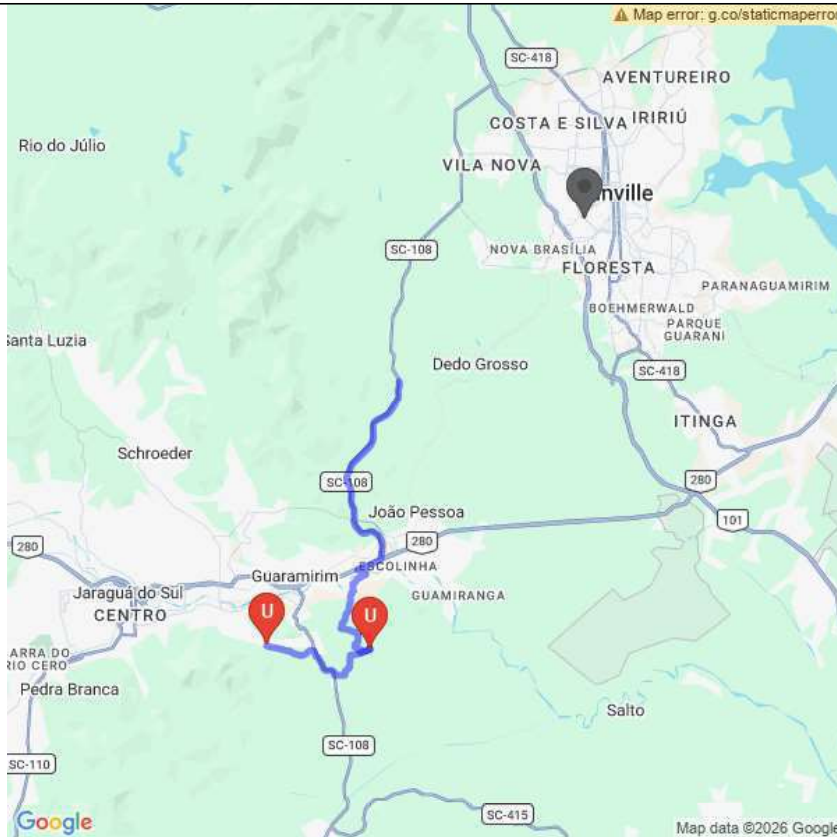 Map error: g.co/staticmaperror
SC-418
AVENTUREIRO
COSTA E SILVA
IRIRIÚ
Rio do Júlio
VILA NOVA
nville
SC-108
NOVA BRASÍLIA
FLORESTA
PARANAGUAMIRIM
BOEHMERWALD
PARQUE
GUARANI
Santa Luzia
Dedo Grosso
SC-418
ITINGA
Schroeder
SC-108
280
João Pessoa
101
280
280
ESCOLINHA
Guaramirim
Jaraguá do Sul
GUAMIRANGA
CENTRO
U
U
ARRA DO
RIO CERO
Pedra Branca
Salto
SC-108
SC-110
SC-415
Google
Map data ©2026 Google